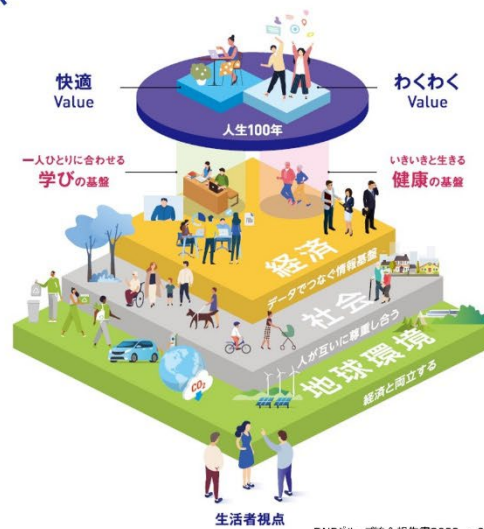 快適
Value
わくわく
Value
人生100年
一人ひとりに合わせる
学びの基盤
いきいきと生きる
健康の基盤
経済
データでつなぐ情報基盤
社会
人が互いに尊重し合う
地球環境
経済と両立する
CO2
生活者視点